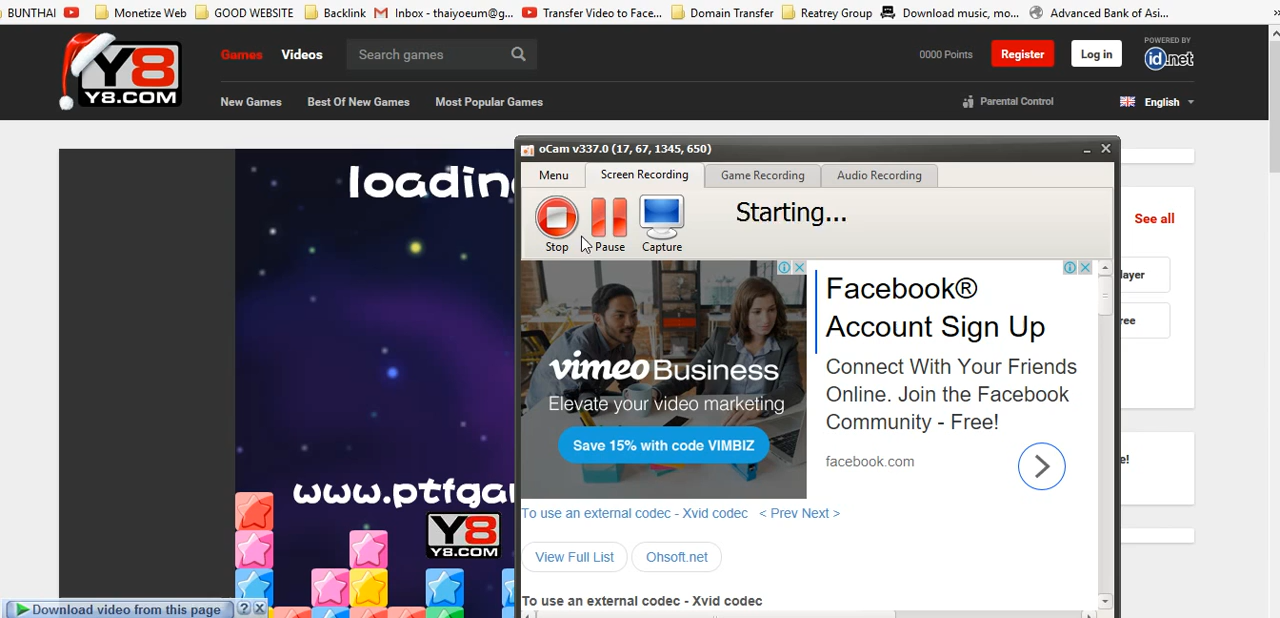 BUNTHAI
Monetize Web
GOOD WEBSITE
Backlink
Inbox - thaiyoeum@g...
Transfer Video to Face...
Domain Transfer
Reatrey Group
Download music, mo...
Advanced Bank of Asi...
Y8
Y8.COM
Games
Videos
Search games
0000 Points
Register
Log in
POWERED BY
id.net
New Games
Best Of New Games
Most Popular Games
Parental Control
English
loadin
oCam v337.0 (17, 67, 1345, 650)
Menu
Screen Recording
Game Recording
Audio Recording
Stop
Pause
Capture
Starting...
See all
layer
ree
e!
vimeo Business
Elevate your video marketing
Save 15% with code VIMBIZ
Facebook®
Account Sign Up
Connect With Your Friends
Online. Join the Facebook
Community - Free!
facebook.com
www.ptfga
Y8
Y8.COM
To use an external codec - Xvid codec
< Prev Next >
View Full List
Ohsoft.net
To use an external codec - Xvid codec
Download video from this page